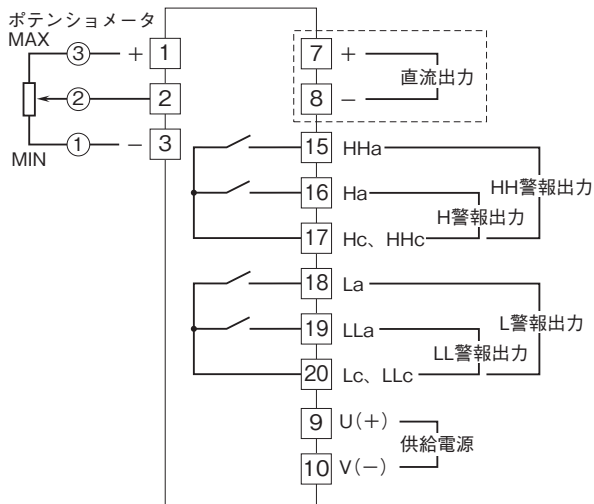 ポテンショメータ
MAX
③ + 1
② 2
① − 3
MIN
7 +
直流出力
8 −
15 HHa
16 Ha
HH警報出力
H警報出力
17 Hc、HHc
18 La
19 LLa
L警報出力
LL警報出力
20 Lc、LLc
9 U(+)
供給電源
10 V(−)